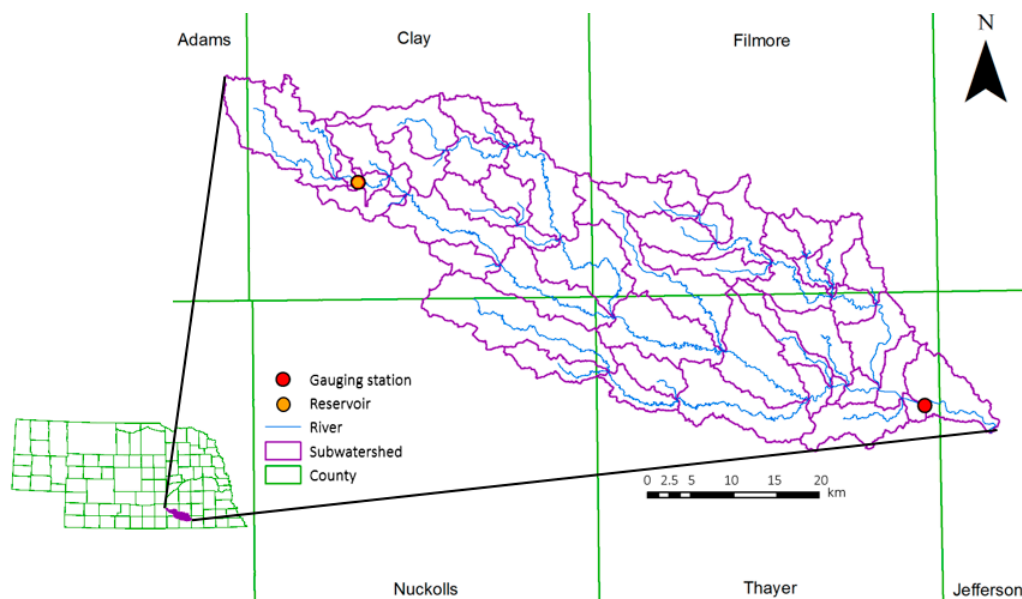 Adams
Clay
Filmore
N
Gauging station
Reservoir
River
Subwatershed
County
0 2.5 5 10 15 20
km
Nuckolls
Thayer
Jefferson